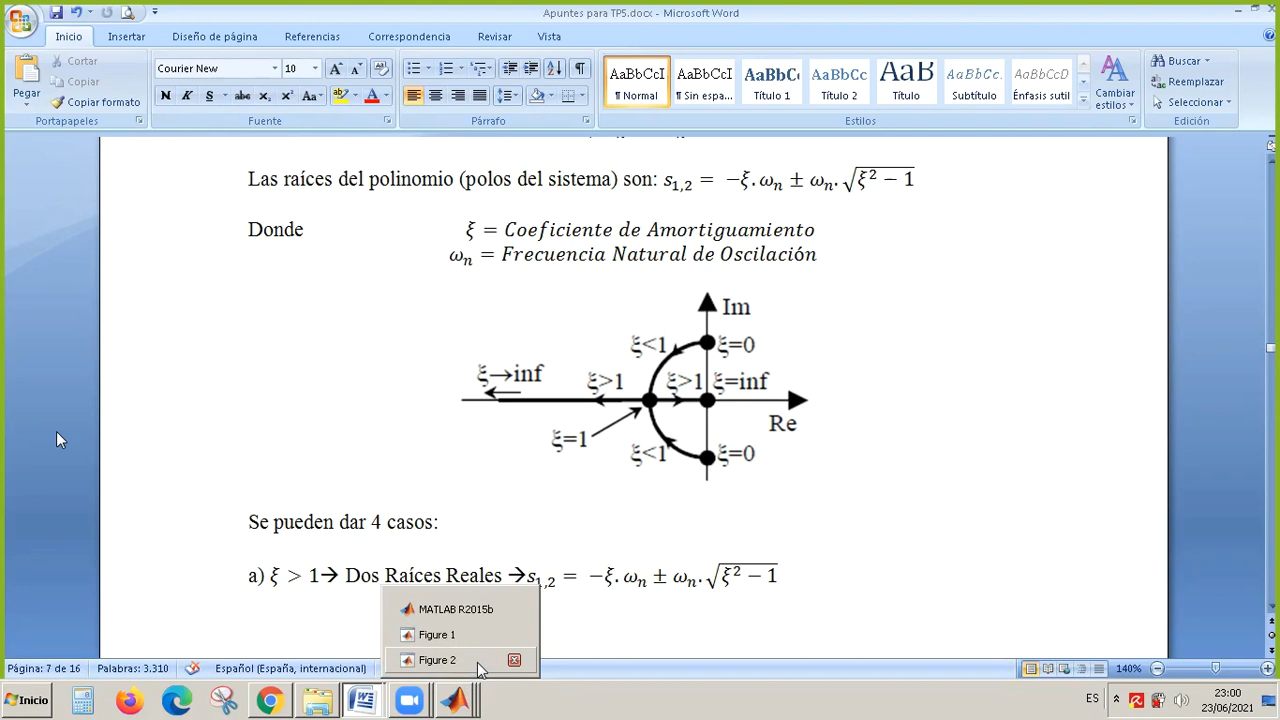 Apuntes para TP5.docx - Microsoft Word
Inicio Insertar Diseño de página Referencias Correspondencia Revisar Vista
Pegar
Cortar
Copiar
Copiar formato
Portapapeles
Courier New 10
N K S abc x₂ x² Aa
Fuente
Párrafo
AaBbCcI AaBbCcI AaBbC AaBbCc AaB AaBbCc. AaBbCcD
¶ Normal ¶ Sin espa... Título 1 Título 2 Título Subtítulo Énfasis sutil
Cambiar estilos
Estilos
Buscar
Reemplazar
Seleccionar
Edición
Las raíces del polinomio (polos del sistema) son: s₁,₂ = −ξ.ωₙ ± ωₙ.√(ξ² − 1)
Donde ξ = Coeficiente de Amortiguamiento
ωₙ = Frecuencia Natural de Oscilación
Im
ξ<1 ξ=0
ξ→inf ξ>1 ξ>1 ξ=inf
Re
ξ=1
ξ<1 ξ=0
Se pueden dar 4 casos:
a) ξ > 1→ Dos Raíces Reales →s₁,₂ = −ξ.ωₙ ± ωₙ.√(ξ² − 1)
MATLAB R2015b
Figure 1
Figure 2
Página: 7 de 16 Palabras: 3.310 Español (España, internacional) 140%
Inicio ES 23:00
23/06/2021